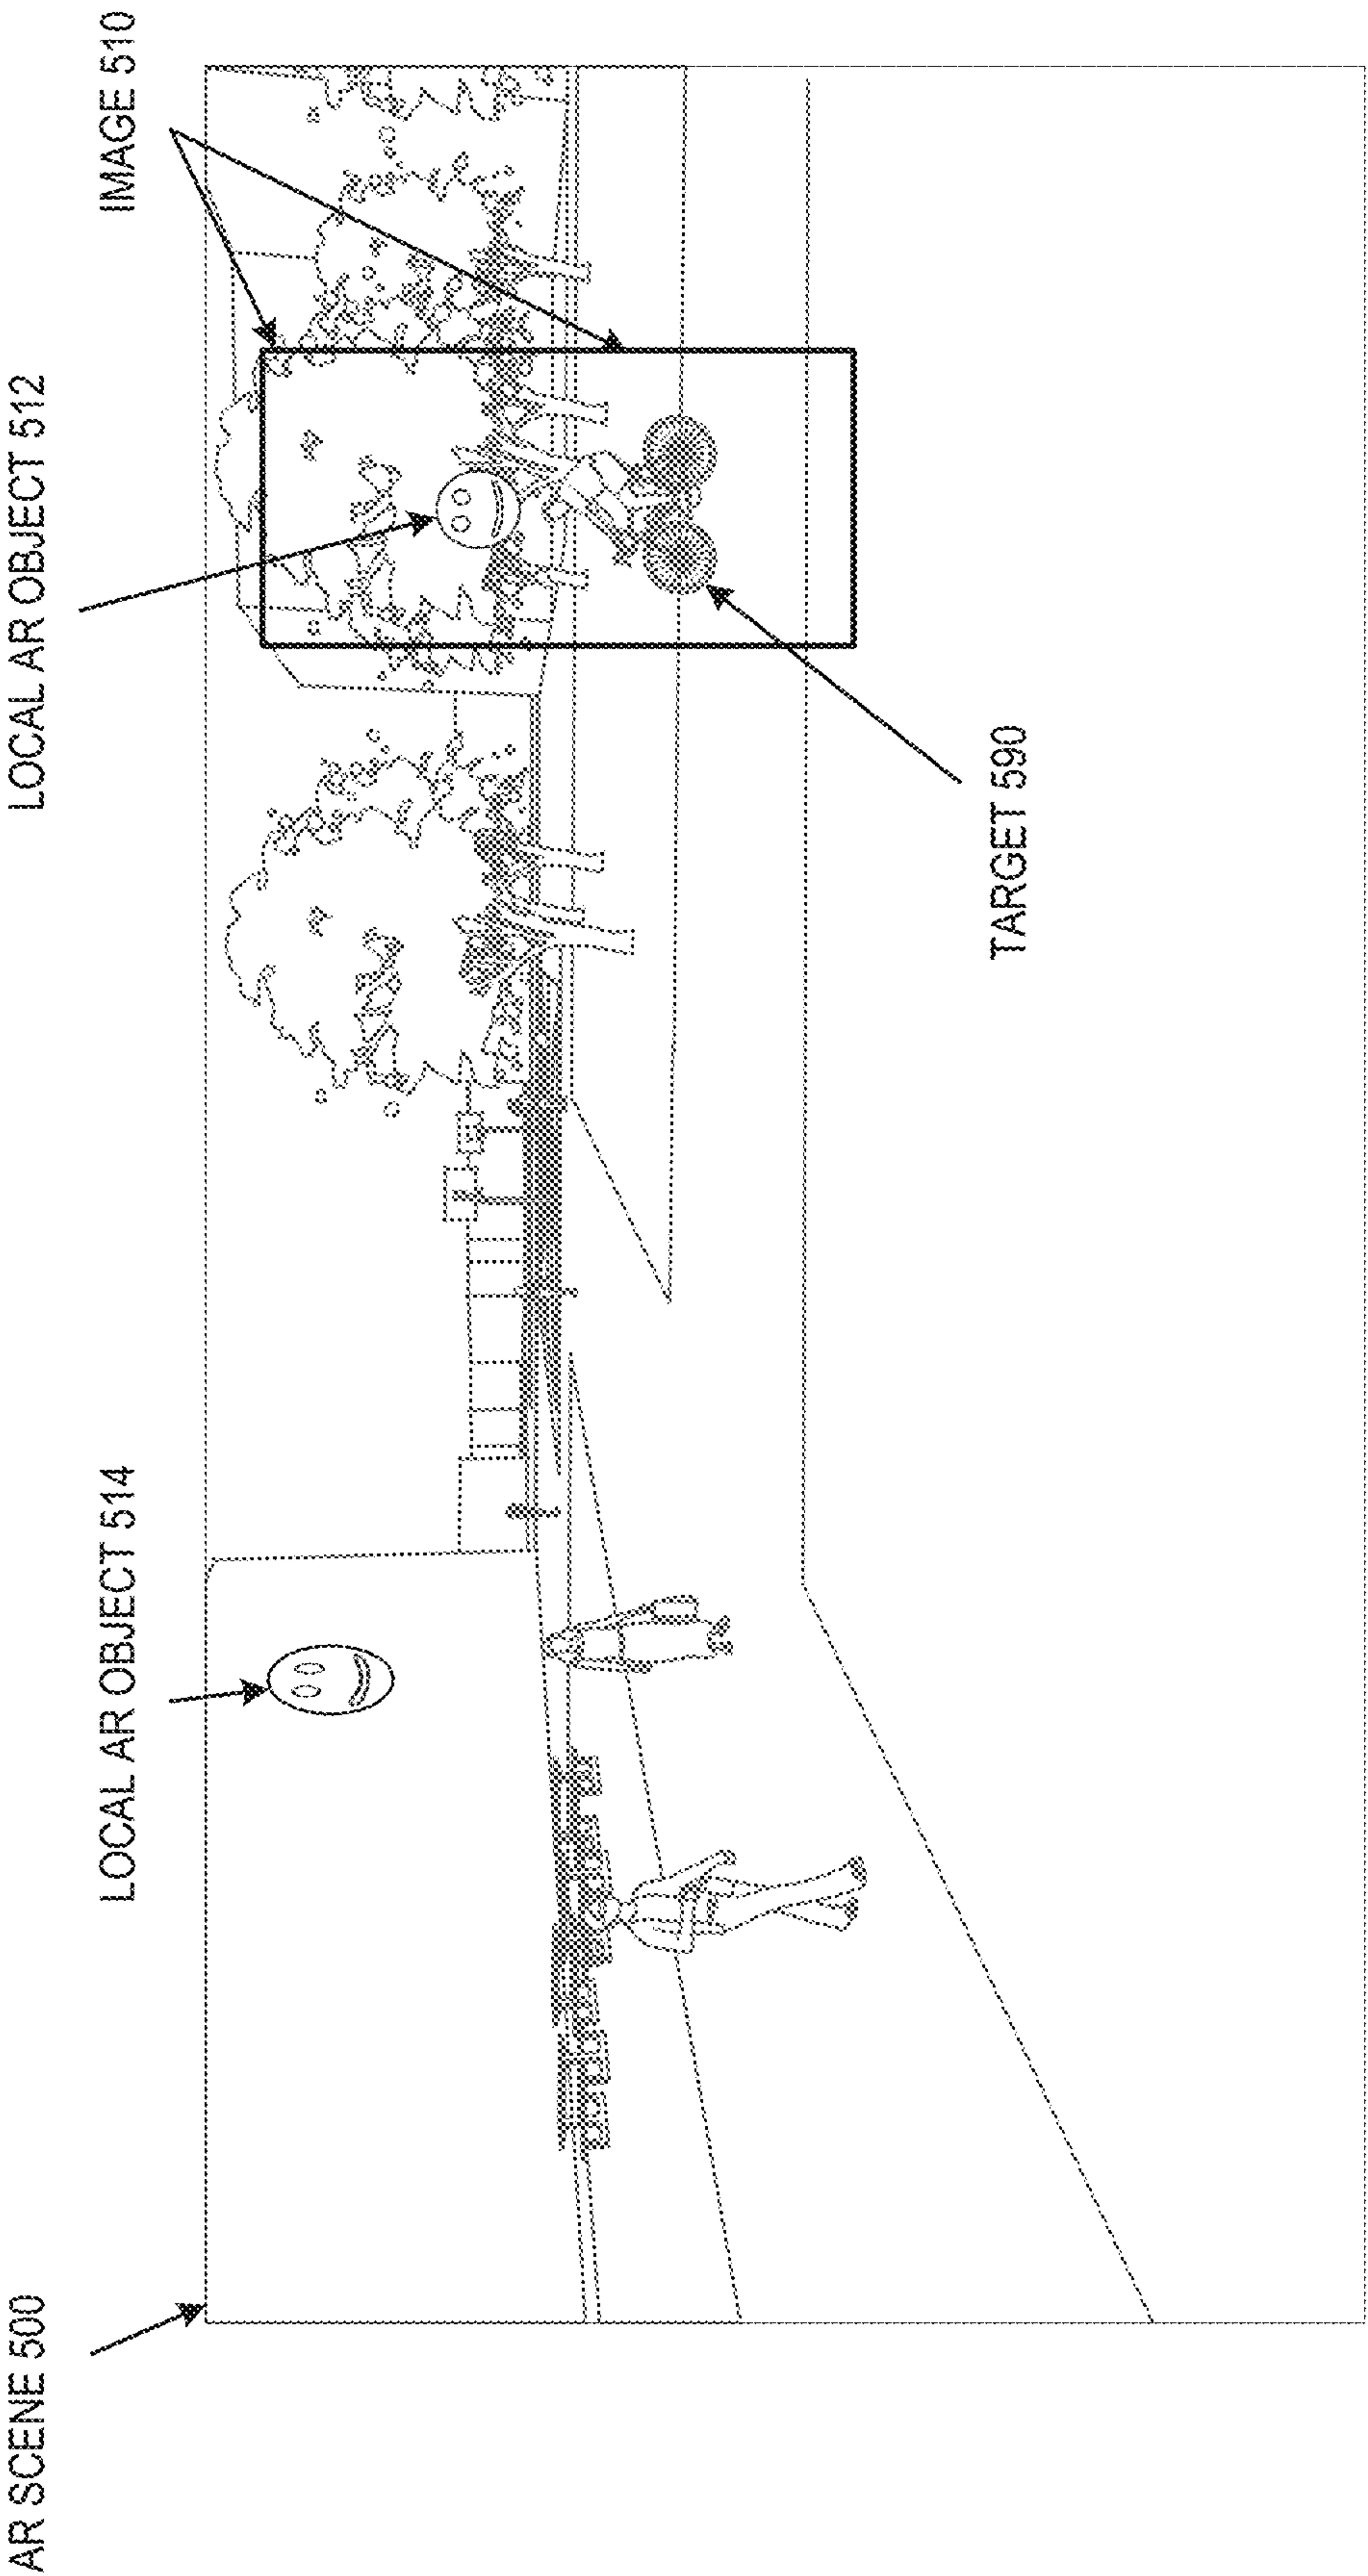 AR SCENE 500
LOCAL AR OBJECT 514
LOCAL AR OBJECT 512
IMAGE 510
TARGET 590